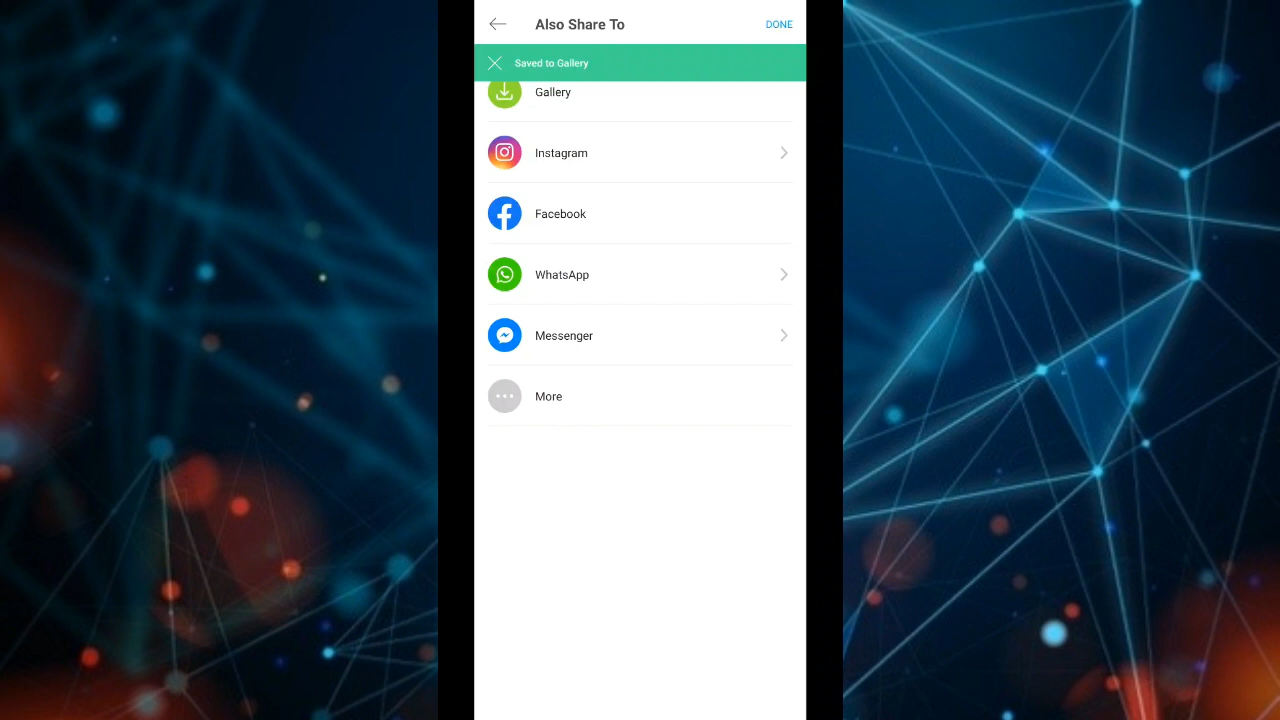 Also Share To
DONE
Saved to Gallery
Gallery
Instagram
Facebook
WhatsApp
Messenger
More